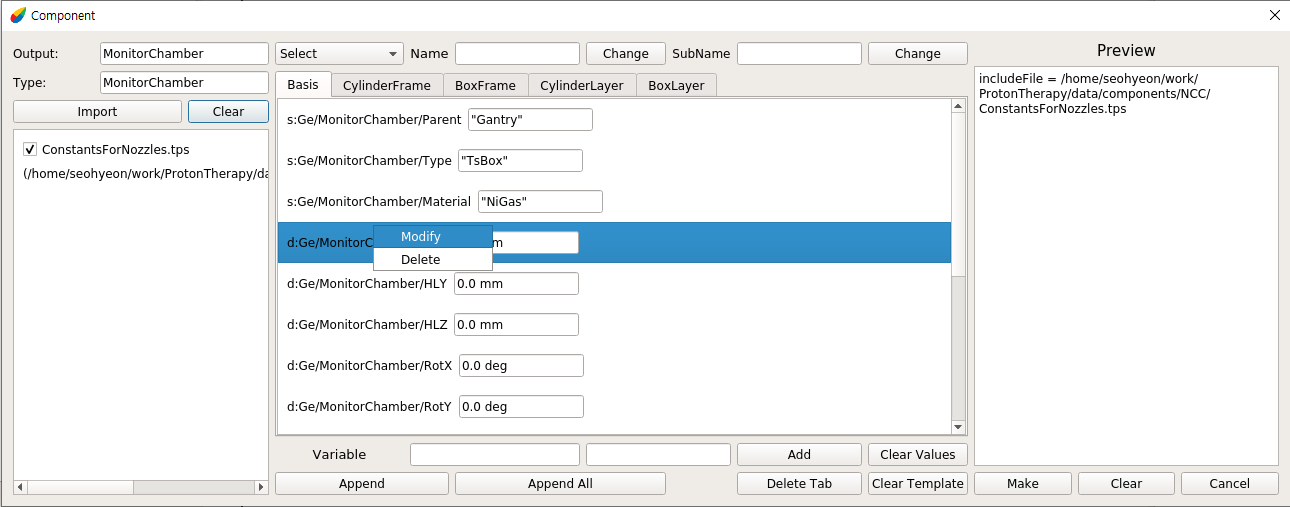 Component
Output: MonitorChamber Select Name Change SubName Change Preview
Type: MonitorChamber
Import Clear
ConstantsForNozzles.tps
(/home/seohyeon/work/ProtonTherapy/da
Basis CylinderFrame BoxFrame CylinderLayer BoxLayer
s:Ge/MonitorChamber/Parent "Gantry"
s:Ge/MonitorChamber/Type "TsBox"
s:Ge/MonitorChamber/Material "NiGas"
d:Ge/MonitorC m
Modify
Delete
d:Ge/MonitorChamber/HLY 0.0 mm
d:Ge/MonitorChamber/HLZ 0.0 mm
d:Ge/MonitorChamber/RotX 0.0 deg
d:Ge/MonitorChamber/RotY 0.0 deg
Variable Add Clear Values
Append Append All Delete Tab Clear Template
includeFile = /home/seohyeon/work/
ProtonTherapy/data/components/NCC/
ConstantsForNozzles.tps
Make Clear Cancel